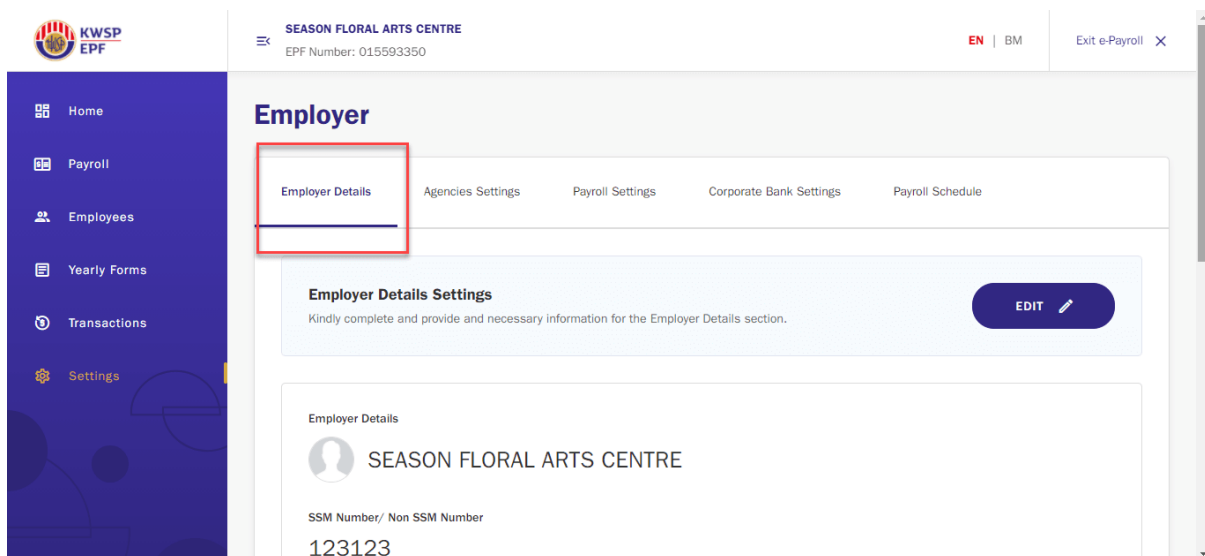 KWSP
EPF
SEASON FLORAL ARTS CENTRE
EPF Number: 015593350
EN | BM
Exit e-Payroll
Home
Payroll
Employees
Yearly Forms
Transactions
Settings
Employer
Employer Details
Agencies Settings
Payroll Settings
Corporate Bank Settings
Payroll Schedule
Employer Details Settings
Kindly complete and provide and necessary information for the Employer Details section.
EDIT
Employer Details
SEASON FLORAL ARTS CENTRE
SSM Number/ Non SSM Number
123123